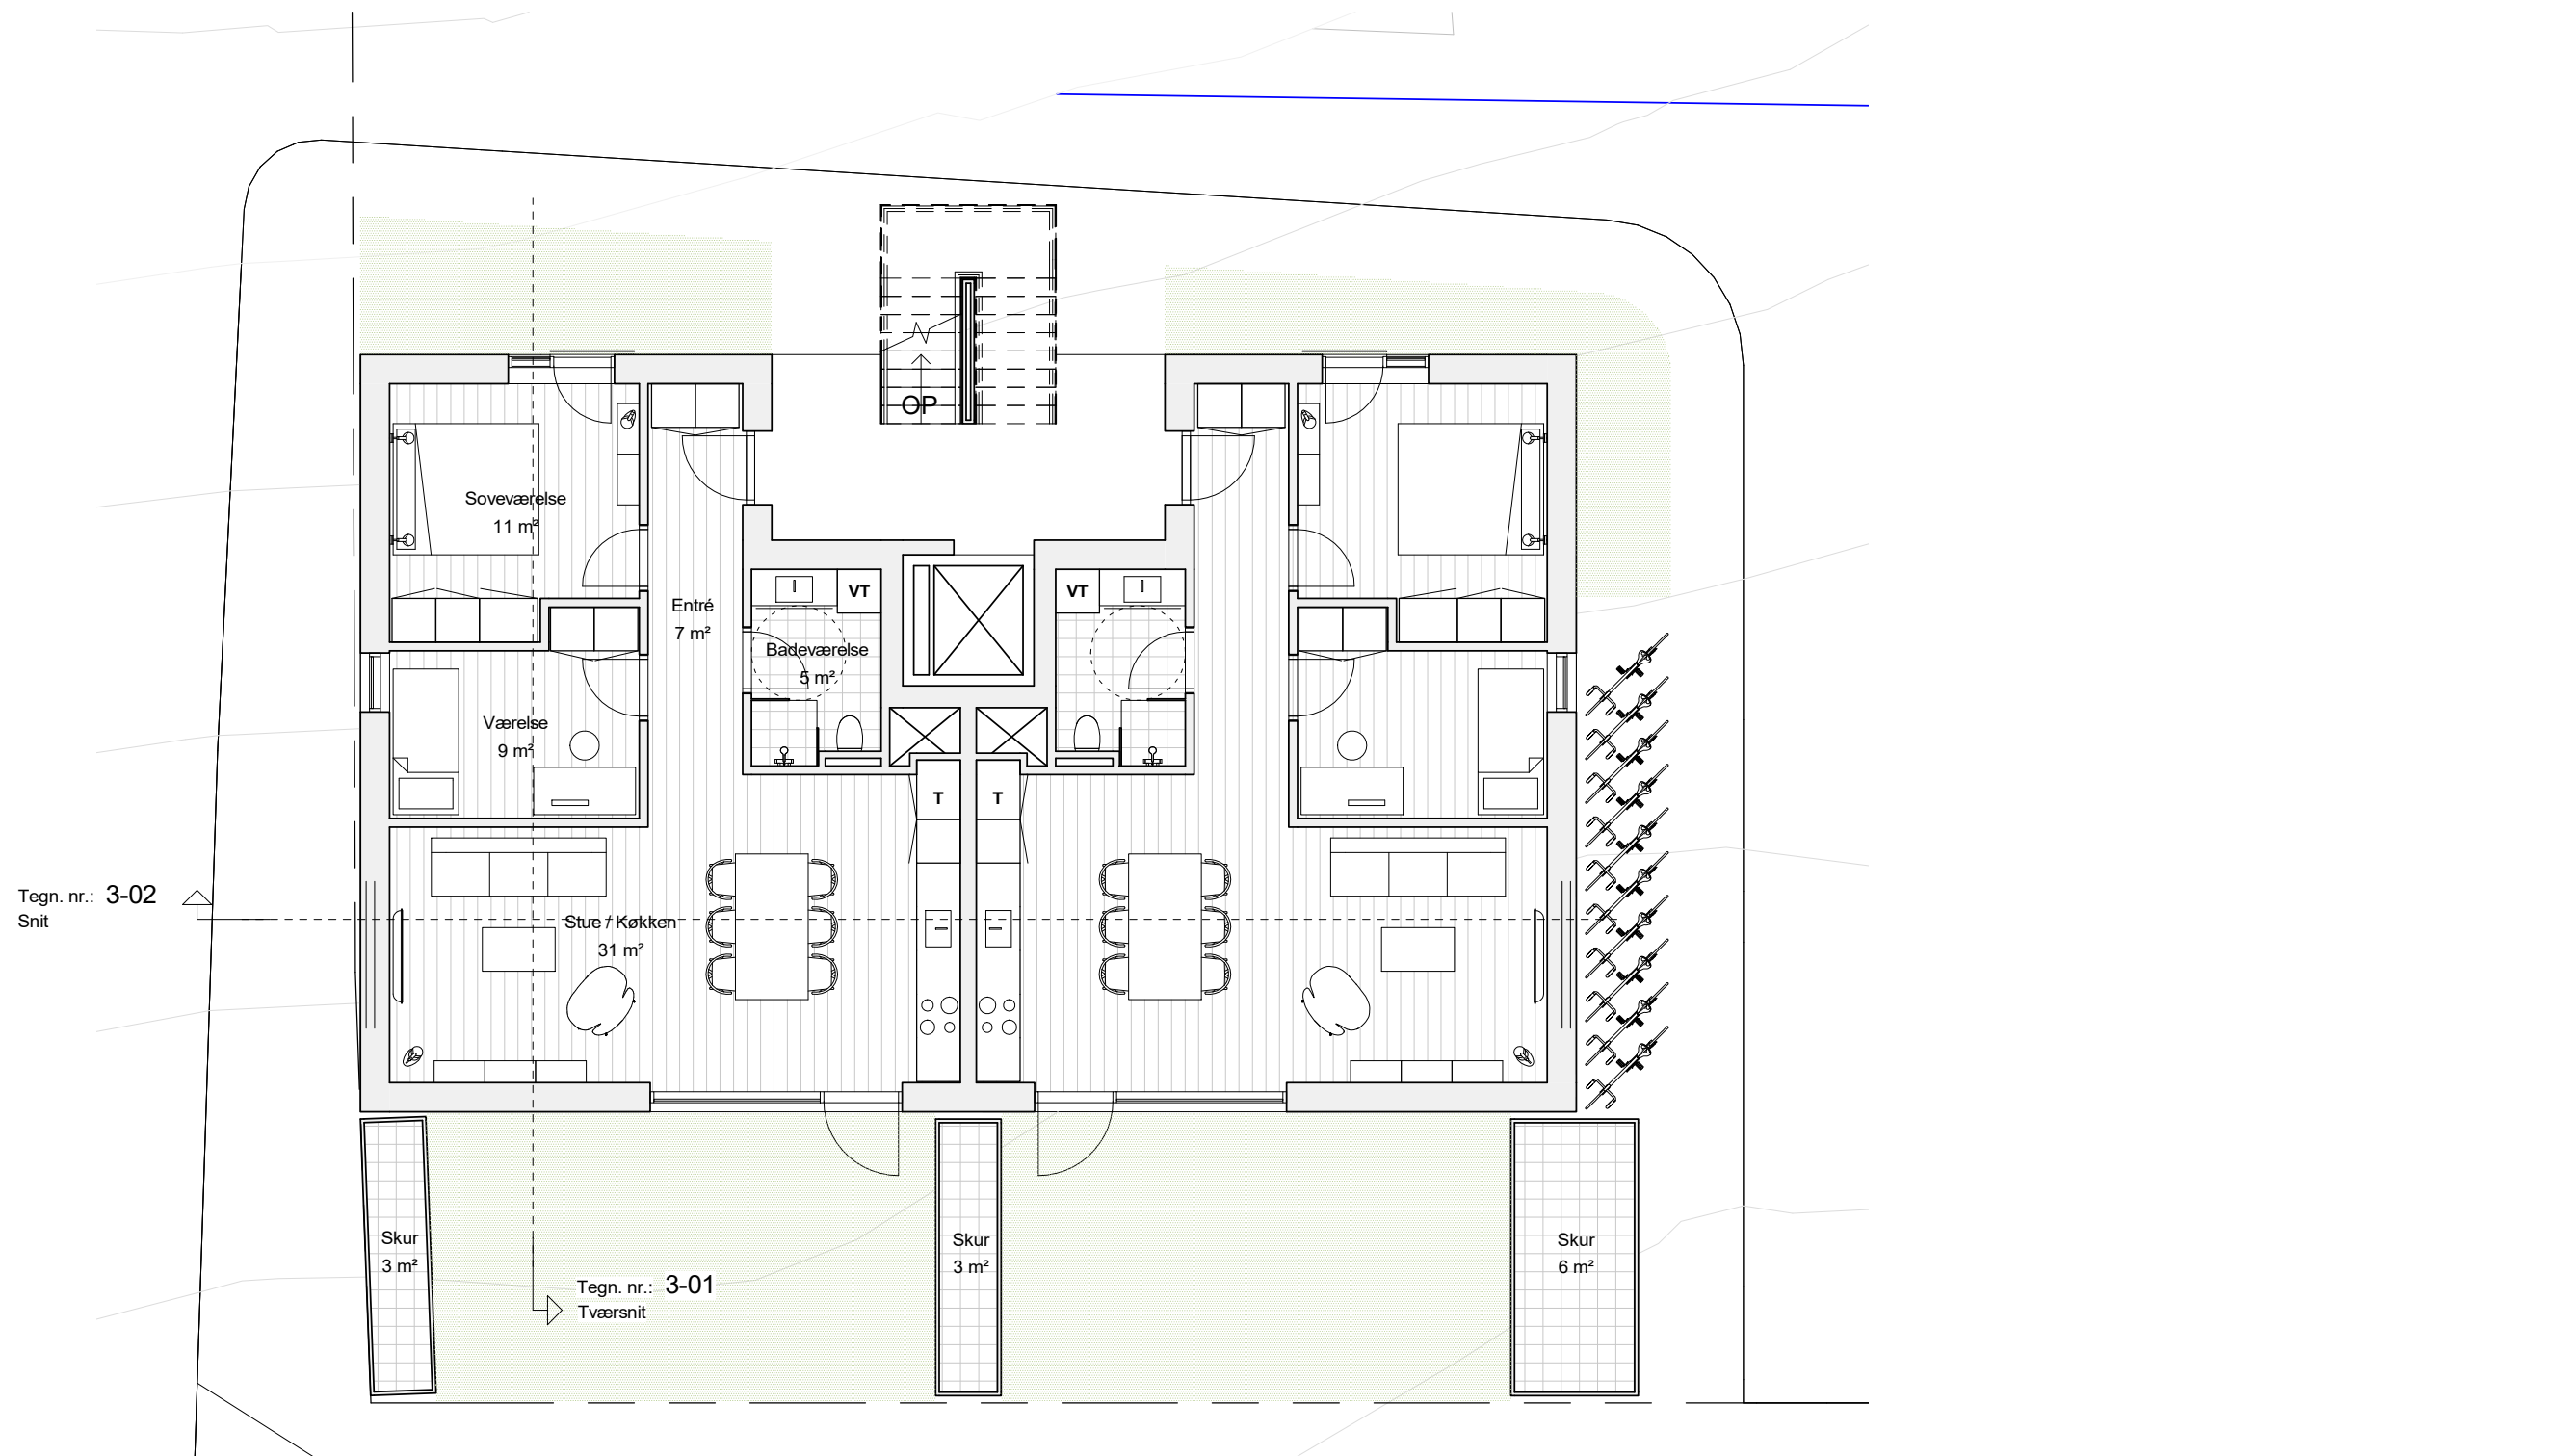 OP
Soveværelse
11 m²
Entré
7 m²
VT
VT
Badeværelse
5 m²
Værelse
9 m²
T
T
Tegn. nr.: 3-02
Snit
Stue / Køkken
31 m²
Skur
3 m²
Skur
3 m²
Skur
6 m²
Tegn. nr.: 3-01
Tværsnit